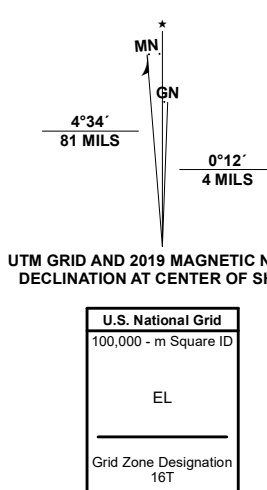 MN
GN
4°34´
81 MILS
0°12´
4 MILS
UTM GRID AND 2019 MAGNETIC
DECLINATION AT CENTER OF
U.S. National Grid
100,000 - m Square ID
EL
Grid Zone Designation
16T